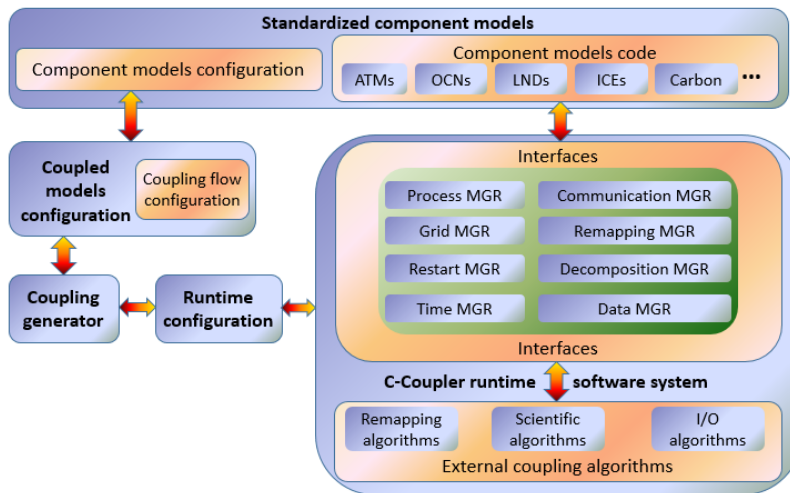 Standardized component models
Component models configuration
Component models code
ATMs
OCNs
LNDs
ICEs
Carbon
...
Coupled
models
configuration
Coupling flow
configuration
Coupling
generator
Runtime
configuration
Interfaces
Process MGR
Communication MGR
Grid MGR
Remapping MGR
Restart MGR
Decomposition MGR
Time MGR
Data MGR
Interfaces
C-Coupler runtime software system
Remapping
algorithms
Scientific
algorithms
I/O
algorithms
External coupling algorithms